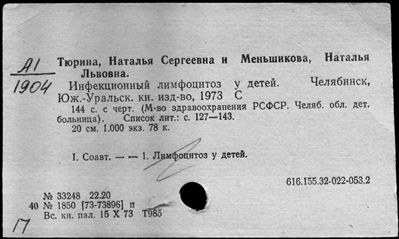 А1
1904
Тюрина, Наталья Сергеевна и Меньшикова, Наталья
Львовна.
Инфекционный лимфоцитоз у детей. Челябинск,
Юж.-Уральск. кн. изд-во, 1973 С
144 с. с черт. (М-во здравоохранения РСФСР. Челяб. обл. дет.
больница). Список лит.: с. 127—143.
20 см. 1.000 экз. 78 к.
I. Соавт. — — 1. Лимфоцитоз у детей.
616.155.32-022-053.2
№ 33248 22.20
40 № 1850 [73-73896] п
Вс. кн. пал. 15 X 73 Т985
П